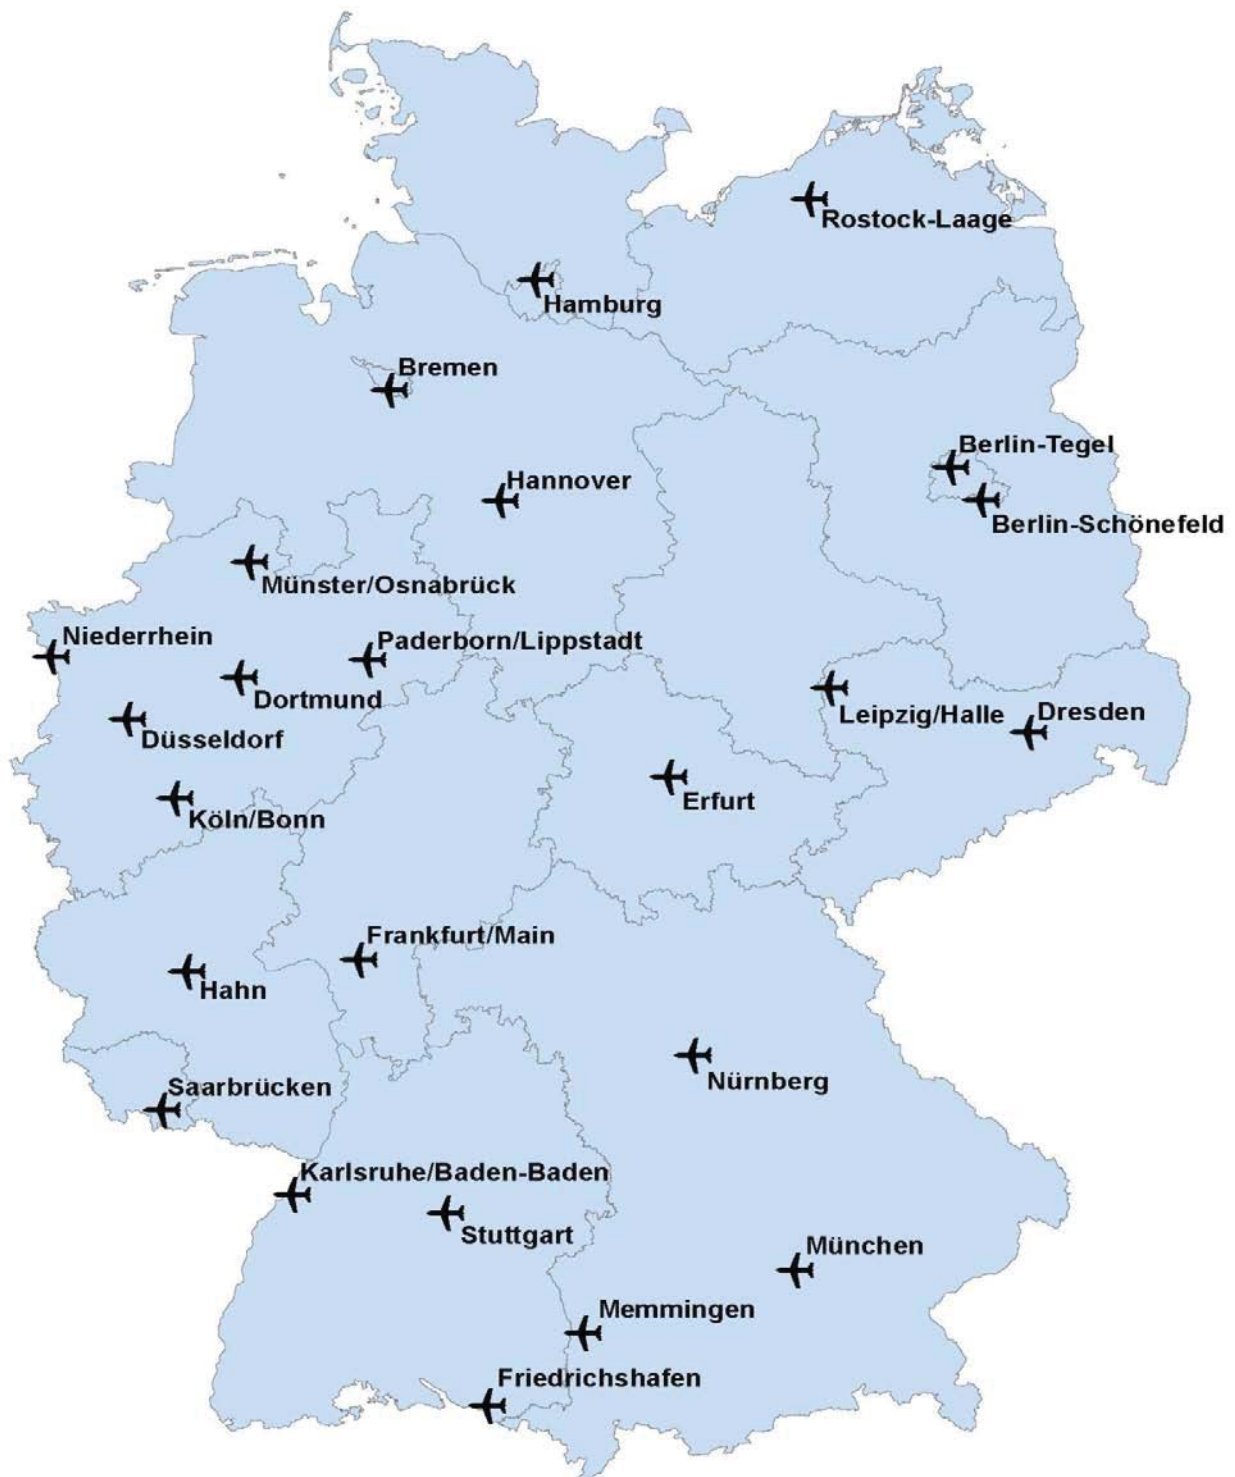 Rostock-Laage
Hamburg
Bremen
Berlin-Tegel
Hannover
Berlin-Schönefeld
Münster/Osnabrück
Niederrhein
Paderborn/Lippstadt
Dortmund
Leipzig/Halle
Dresden
Düsseldorf
Erfurt
Köln/Bonn
Frankfurt/Main
Hahn
Nürnberg
Saarbrücken
Karlsruhe/Baden-Baden
Stuttgart
München
Memmingen
Friedrichshafen